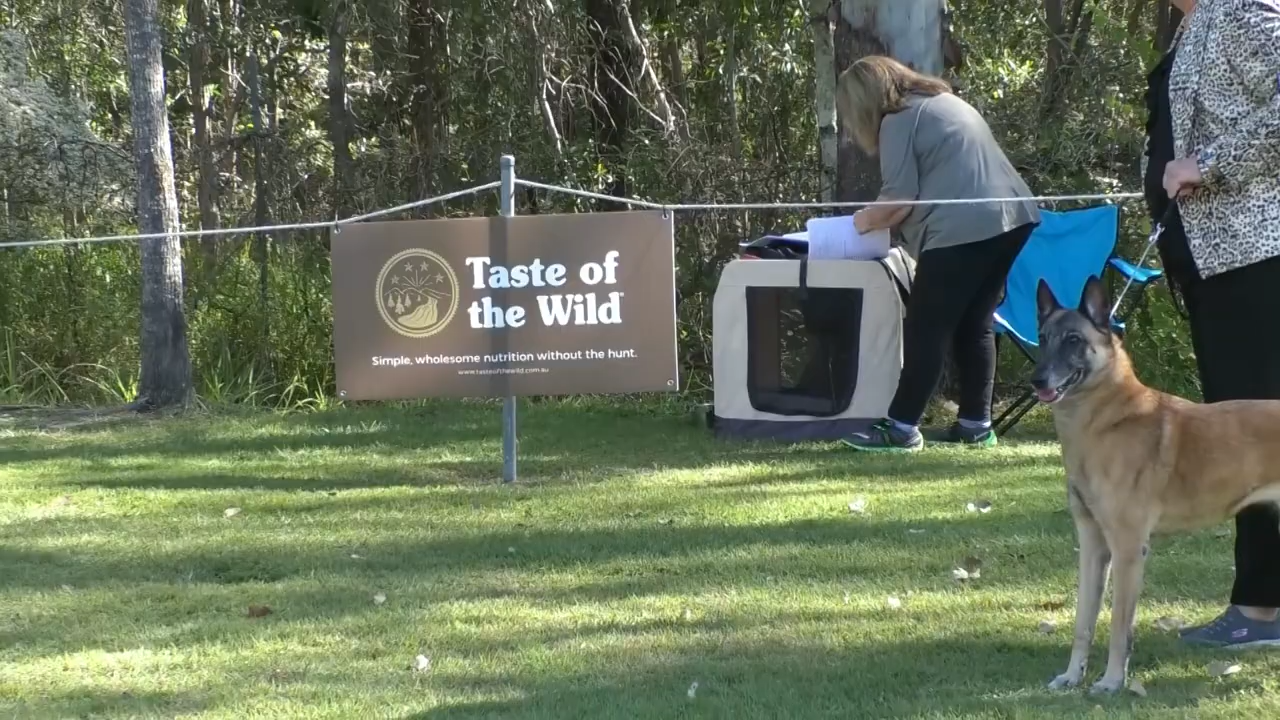 Taste of
the Wild
Simple, wholesome nutrition without the hunt.
www.tasteofthewild.com.au